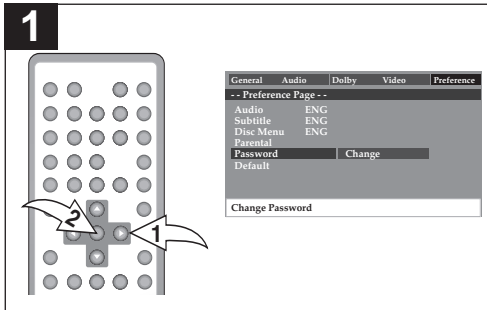 1
General Audio Dolby Video Preference
- - Preference Page - -
Audio ENG
Subtitle ENG
Disc Menu ENG
Parental
Password Change
Default
Change Password
2
1